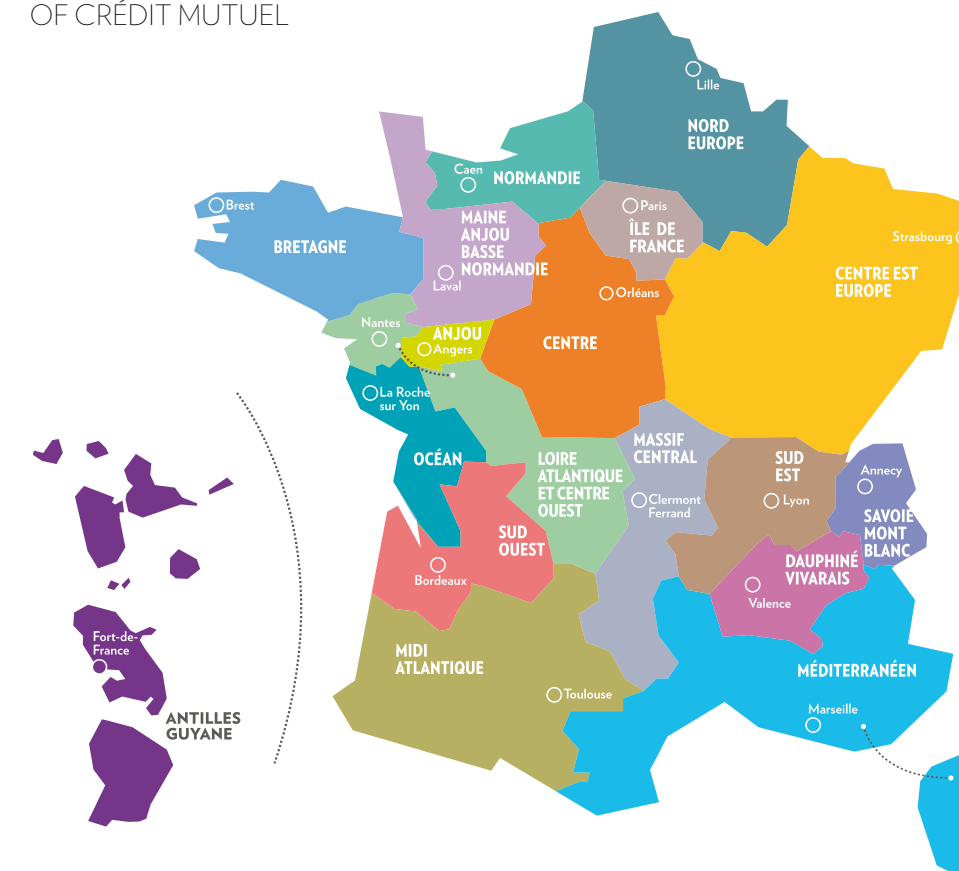 OF CRÉDIT MUTUEL
Lille
NORD
EUROPE
Caen
NORMANDIE
Brest
BRETAGNE
MAINE
ANJOU
BASSE
NORMANDIE
Laval
Paris
ÎLE DE
FRANCE
Strasbourg
CENTRE EST
EUROPE
Orléans
CENTRE
Nantes
ANJOU
Angers
La Roche
sur Yon
OCÉAN
LOIRE
ATLANTIQUE
ET CENTRE
OUEST
MASSIF
CENTRAL
Clermont
Ferrand
SUD
EST
Lyon
Annecy
SAVOIE
MONT
BLANC
SUD
OUEST
Bordeaux
DAUPHINÉ
VIVARAIS
Valence
MIDI
ATLANTIQUE
Toulouse
MÉDITERRANÉEN
Marseille
Fort-de-
France
ANTILLES
GUYANE